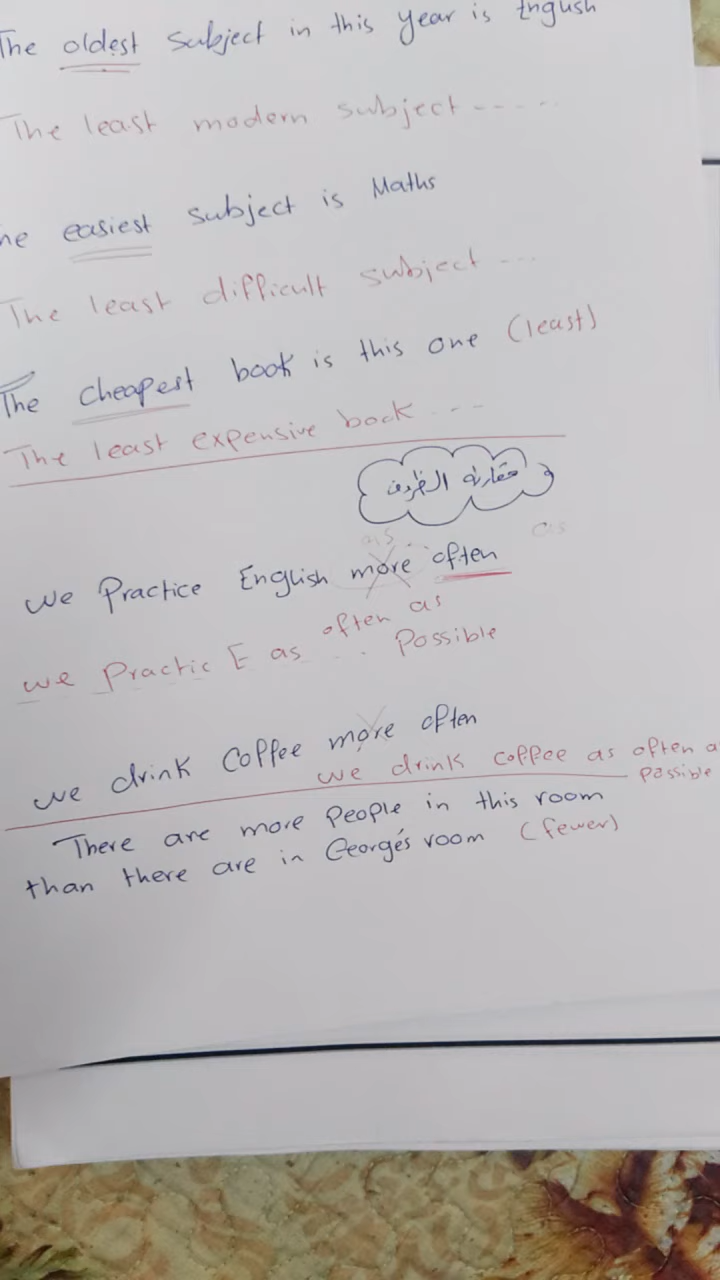 The oldest subject in this year is English
The least modern subject - - - - -
he easiest subject is Maths
The least difficult subject - - -
The cheapest book is this one (least)
The least expensive book - - -
مقارنة الظروف
as as
we Practice English more often
we Practic E as often as
. . . Possible
we drink Coffee more often
we drink coffee as often a
Possible
There are more People in this room
than there are in George's room (fewer)